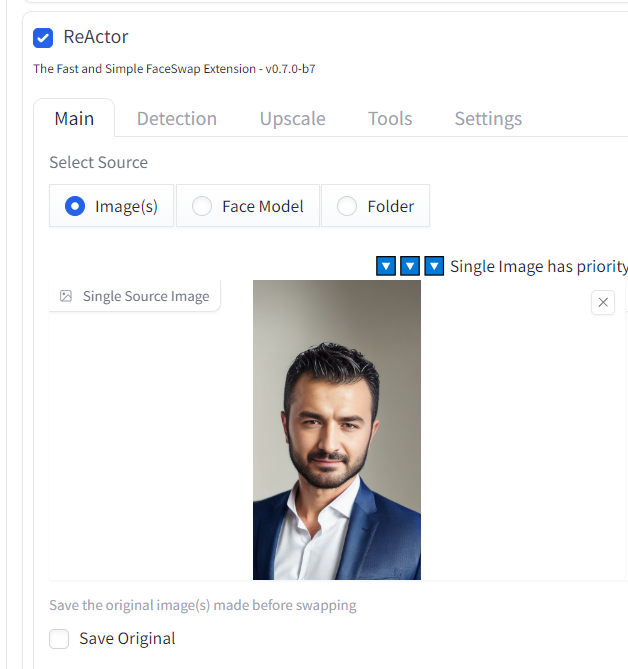 ReActor
The Fast and Simple FaceSwap Extension - v0.7.0-b7
Main Detection Upscale Tools Settings
Select Source
Image(s) Face Model Folder
Single Image has priority
Single Source Image
Save the original image(s) made before swapping
Save Original